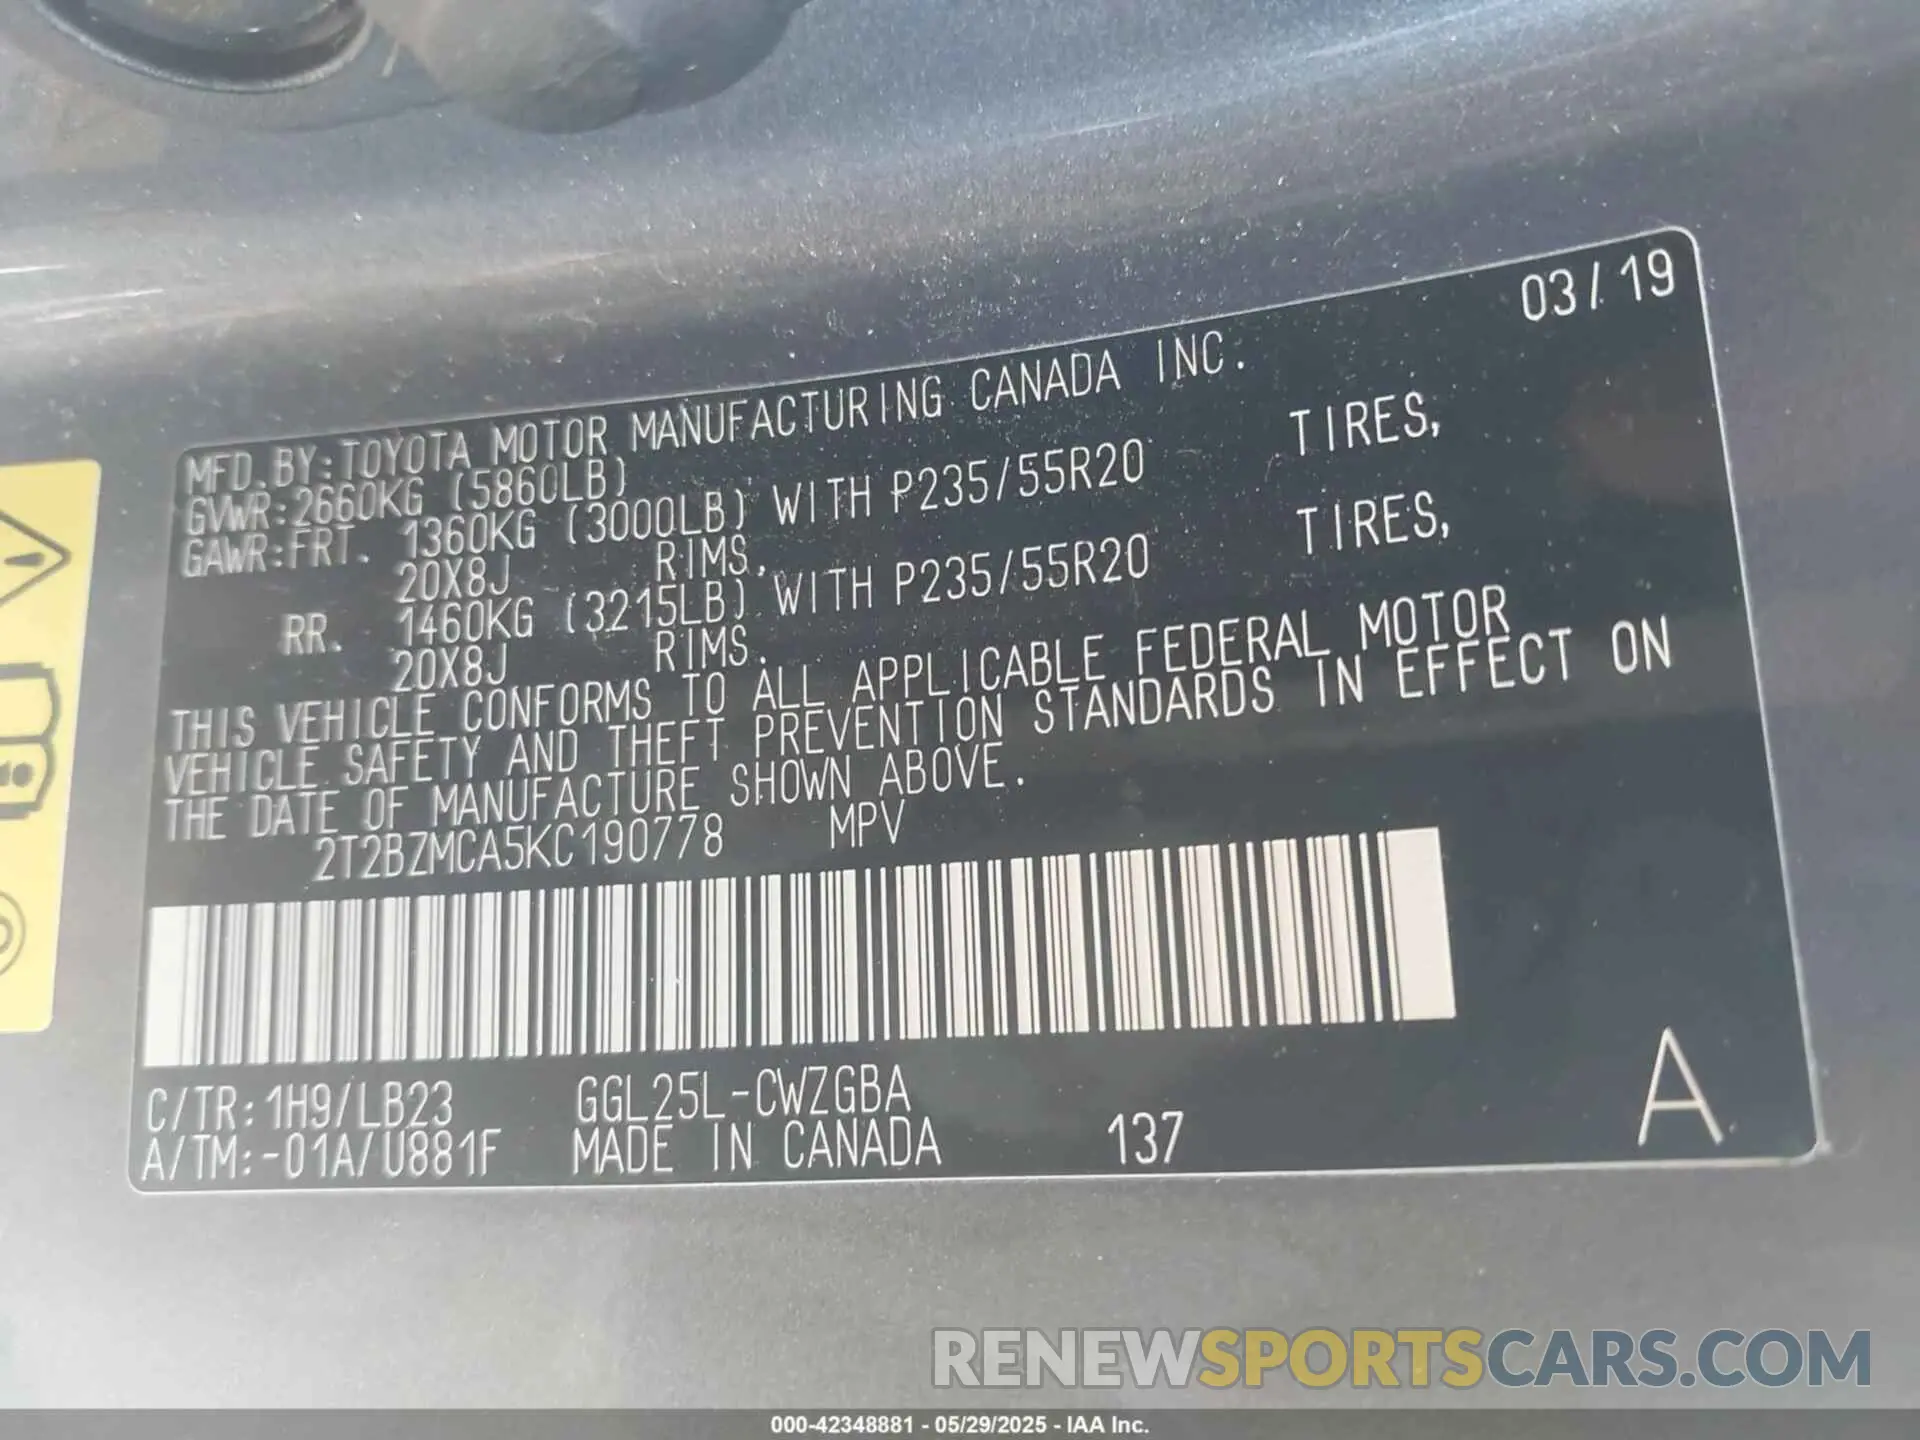 03/19
MFD.BY:TOYOTA MOTOR MANUFACTURING CANADA INC.
GVWR:2660KG (5860LB)
GAWR:FRT. 1360KG (3000LB) WITH P235/55R20 TIRES,
20X8J RIMS,
RR. 1460KG (3215LB) WITH P235/55R20 TIRES,
20X8J RIMS.
THIS VEHICLE CONFORMS TO ALL APPLICABLE FEDERAL MOTOR
VEHICLE SAFETY AND THEFT PREVENTION STANDARDS IN EFFECT ON
THE DATE OF MANUFACTURE SHOWN ABOVE.
2T2BZMCA5KC190778 MPV
C/TR:1H9/LB23 GGL25L-CWZGBA
A/TM:-01A/U881F MADE IN CANADA 137 A
RENEWSPORTSCARS.COM
000-42348881 - 05/29/2025 - IAA Inc.